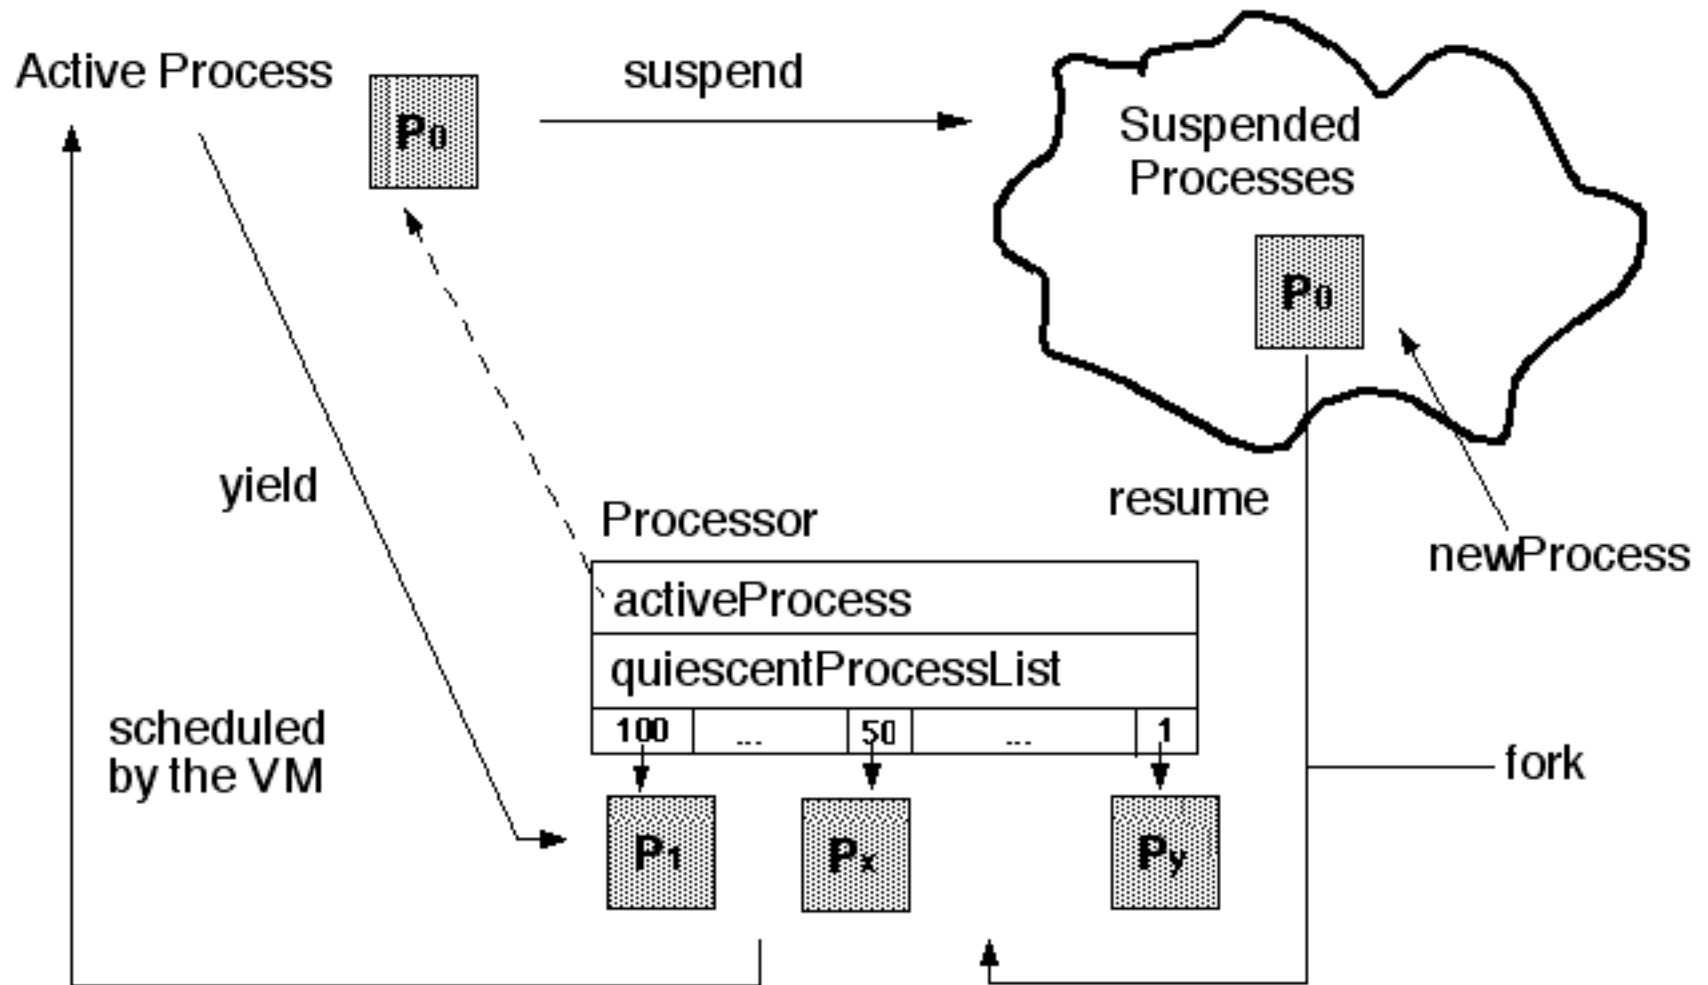 Active Process
P0
suspend
Suspended
Processes
P0
yield
resume
Processor
newProcess
activeProcess
quiescentProcessList
scheduled
by the VM
100 ... 50 ... 1
fork
P1
Px
Py